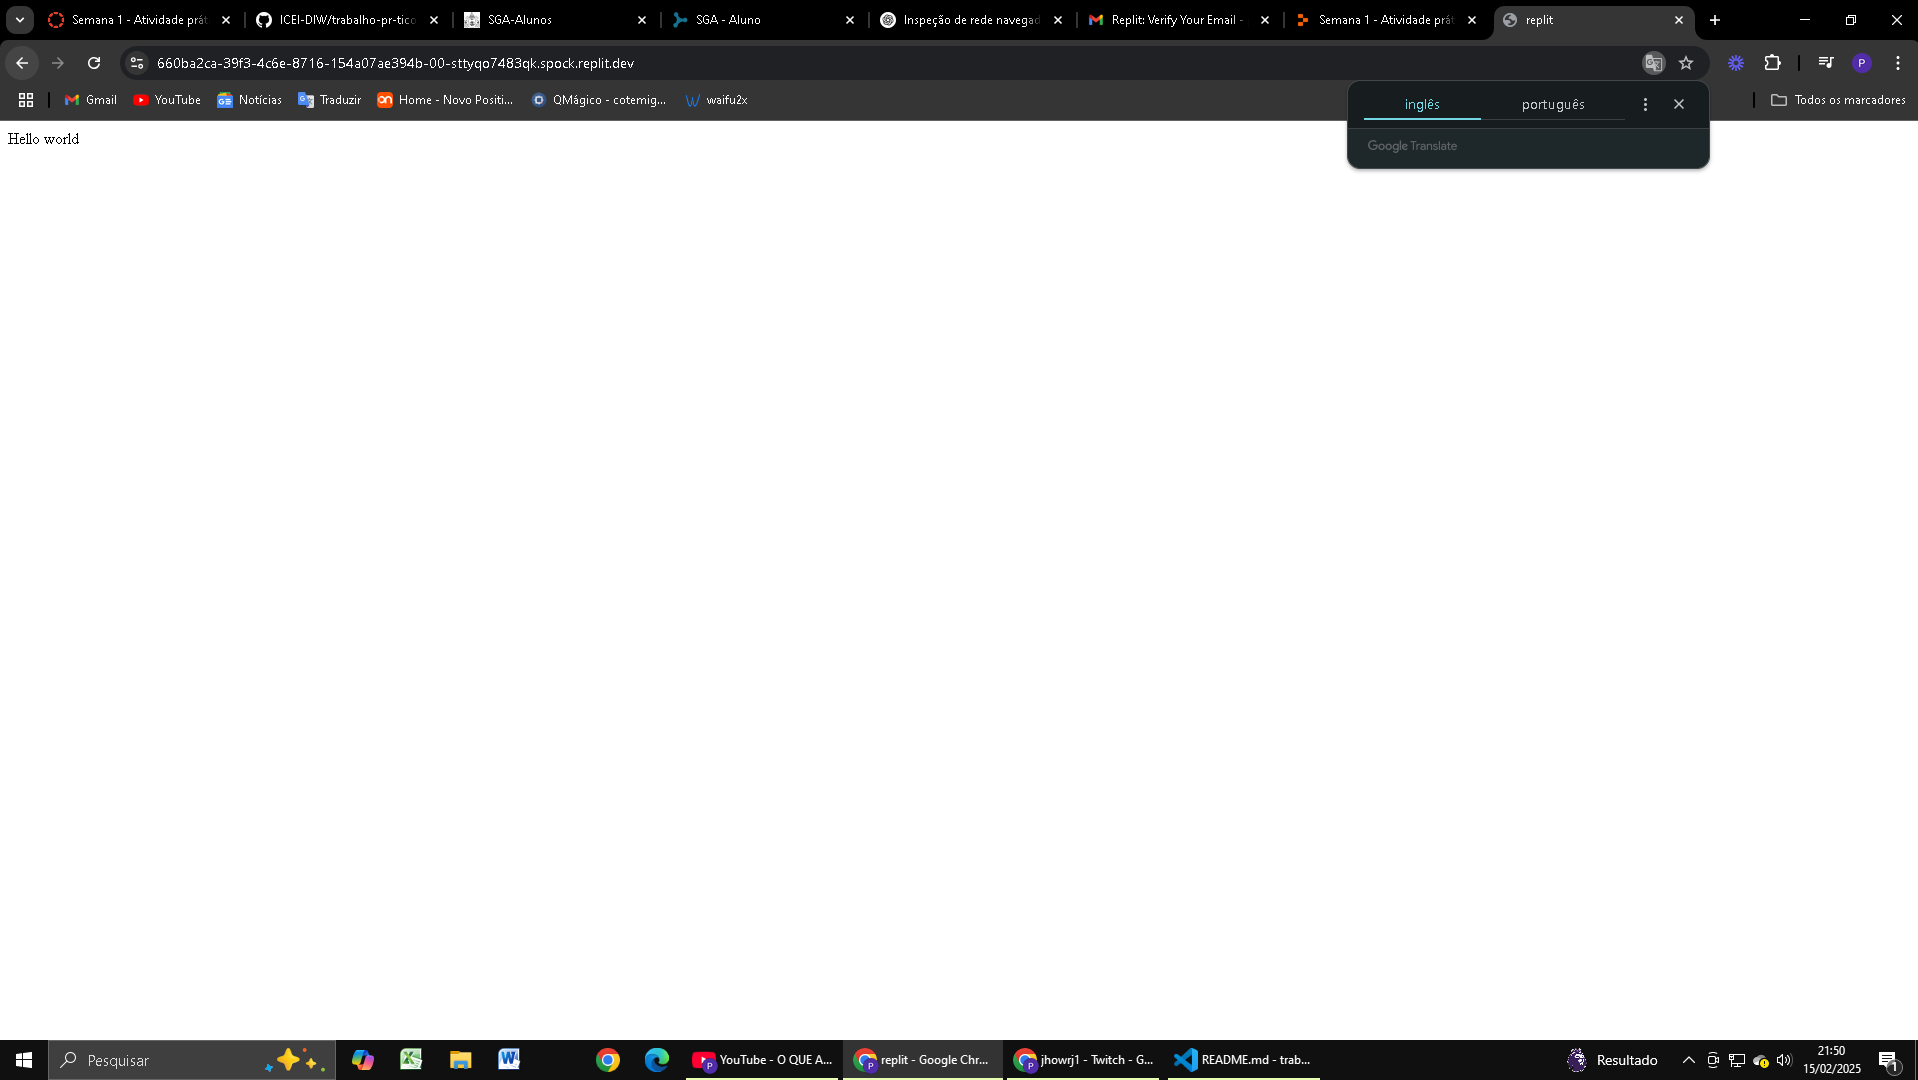 Semana 1 - Atividade prát
ICEI-DIW/trabalho-pr-tico
SGA-Alunos
SGA - Aluno
Inspeção de rede navegad
Replit: Verify Your Email -
Semana 1 - Atividade prát
replit
660ba2ca-39f3-4c6e-8716-154a07ae394b-00-sttyqo7483qk.spock.replit.dev
P
Gmail
YouTube
Notícias
Traduzir
Home - Novo Positi...
QMágico - cotemig...
waifu2x
Todos os marcadores
inglês
português
Google Translate
Hello world
Pesquisar
YouTube - O QUE A...
replit - Google Chr...
jhowrj1 - Twitch - G...
README.md - trab...
Resultado
21:50
15/02/2025
1